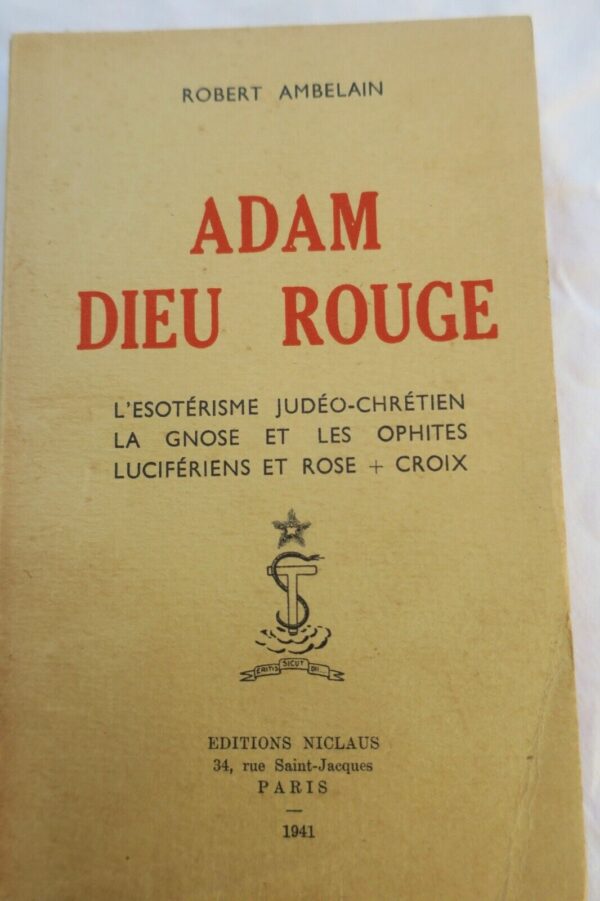 ROBERT AMBELAIN
ADAM
DIEU ROUGE
L'ESOTÉRISME JUDÉO-CHRÉTIEN
LA GNOSE ET LES OPHITES
LUCIFÉRIENS ET ROSE + CROIX
ERITIS SICUT DII...
EDITIONS NICLAUS
34, rue Saint-Jacques
PARIS
1941